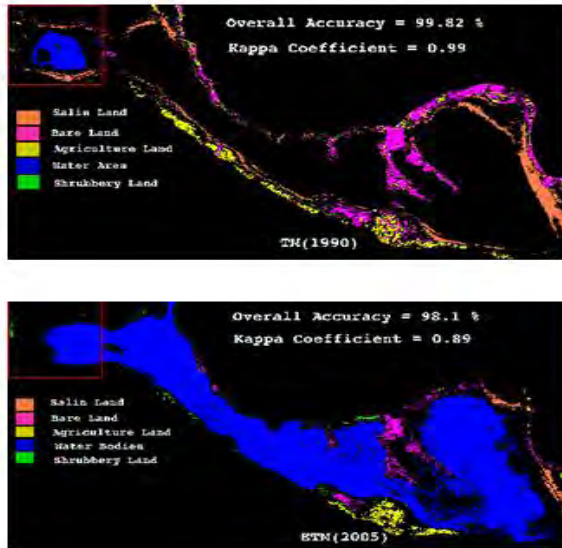 Overall Accuracy = 99.82 %
Kappa Coefficient = 0.99
Salin Land
Bare Land
Agriculture Land
Water Area
Shrubbery Land
TM(1990)
Overall Accuracy = 98.1 %
Kappa Coefficient = 0.89
Salin Land
Bare Land
Agriculture Land
Water Bodies
Shrubbery Land
ETM(2005)